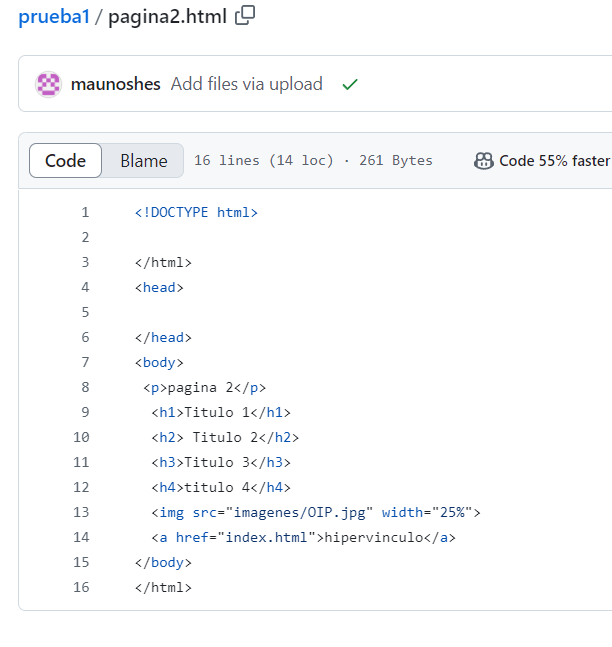 prueba1 / pagina2.html
maunoshes Add files via upload
Code Blame 16 lines (14 loc) · 261 Bytes Code 55% faster
1 <!DOCTYPE html>
2
3 </html>
4 <head>
5
6 </head>
7 <body>
8 <p>pagina 2</p>
9 <h1>Titulo 1</h1>
10 <h2> Titulo 2</h2>
11 <h3>Titulo 3</h3>
12 <h4>titulo 4</h4>
13 <img src="imagenes/OIP.jpg" width="25%">
14 <a href="index.html">hipervinculo</a>
15 </body>
16 </html>